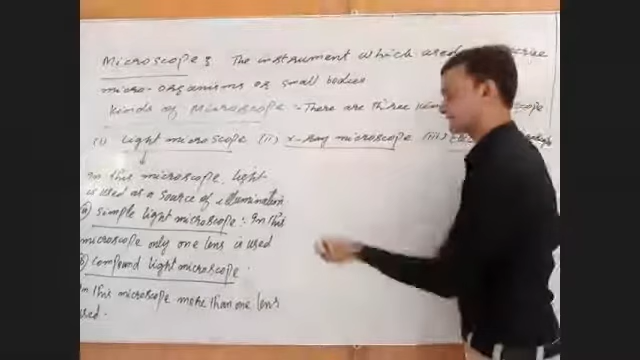 Microscope: The instrument which used
micro-organisms or small bodies
Kinds of Microscope - There are three
(i) Light microscope (ii) x-Ray microscope (iii)
In this microscope, light
is used as a source of illumination
(a) simple light microscope :- In this
microscope only one lens is used
(b) compound light microscope
In this microscope more than one lens
used.